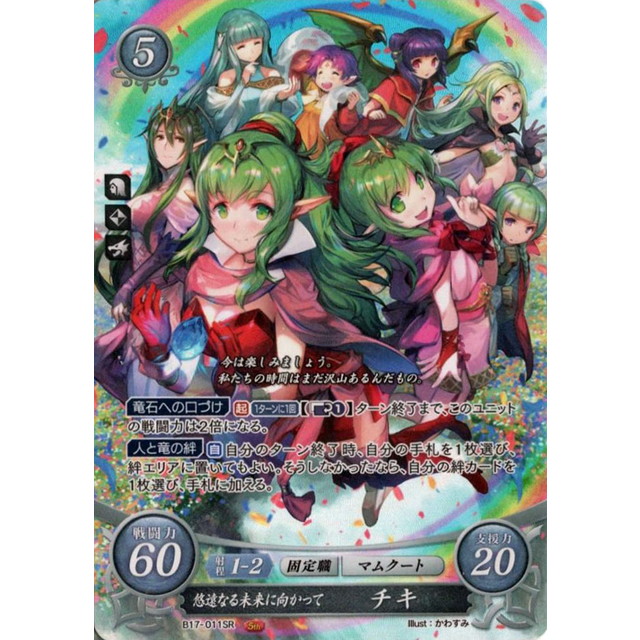 5
今は楽しみましょう。
私たちの時間はまだ沢山あるんだもの。
竜石への口づけ 起 1ターンに1回 【 1】ターン終了まで、このユニット
の戦闘力は2倍になる。
人と竜の絆 自 自分のターン終了時、自分の手札を1枚選び、
絆エリアに置いてもよい。そうしなかったなら、自分の絆カードを
1枚選び、手札に加える。
戦闘力
60
射程 1-2 固定職 マムクート
支援力
20
悠遠なる未来に向かって チキ
B17-011SR 5th Illust：かわすみ